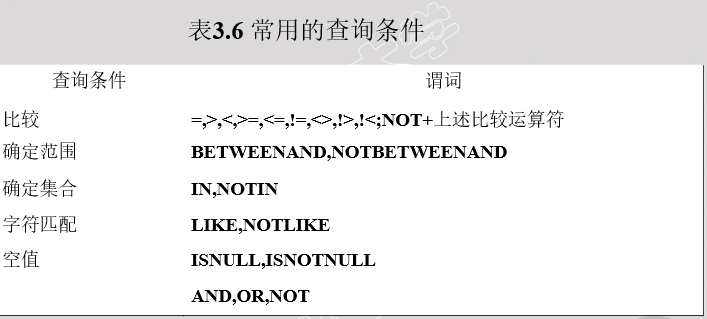 表3.6 常用的查询条件
查询条件 谓词
比较 =,>,<,>=,<=,!=,<>,!>,!<;NOT+上述比较运算符
确定范围 BETWEENAND,NOTBETWEENAND
确定集合 IN,NOTIN
字符匹配 LIKE,NOTLIKE
空值 ISNULL,ISNOTNULL
AND,OR,NOT